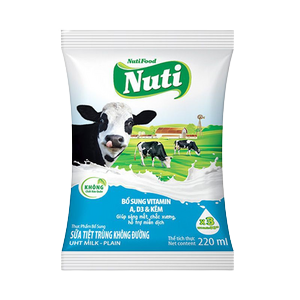 NutiFood
Nuti
KHÔNG
BỔ SUNG VITAMIN
A, D3 & KẼM
Giúp sáng mắt, chắc xương,
hỗ trợ miễn dịch
x3
Thực Phẩm Bổ Sung
SỮA TIỆT TRÙNG KHÔNG ĐƯỜNG
UHT MILK - PLAIN
Thể tích thực
Net content
220 ml